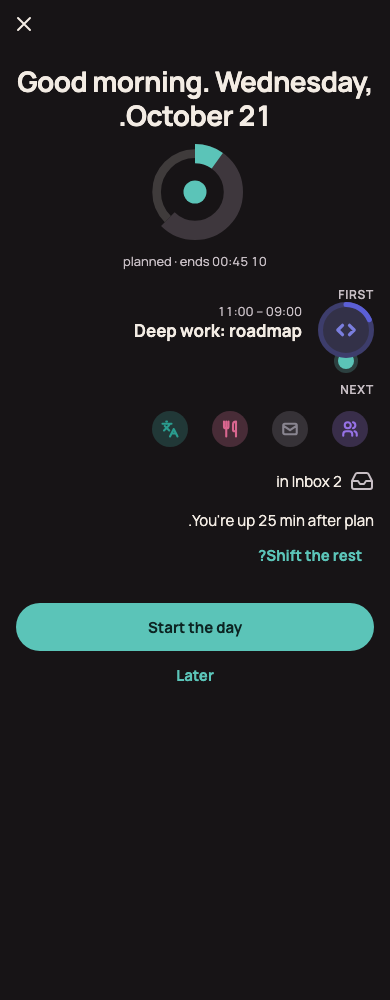 Good morning. Wednesday,
.October 21
planned · ends 00:45 10
FIRST
11:00 – 09:00
Deep work: roadmap
NEXT
in Inbox 2
.You're up 25 min after plan
?Shift the rest
Start the day
Later